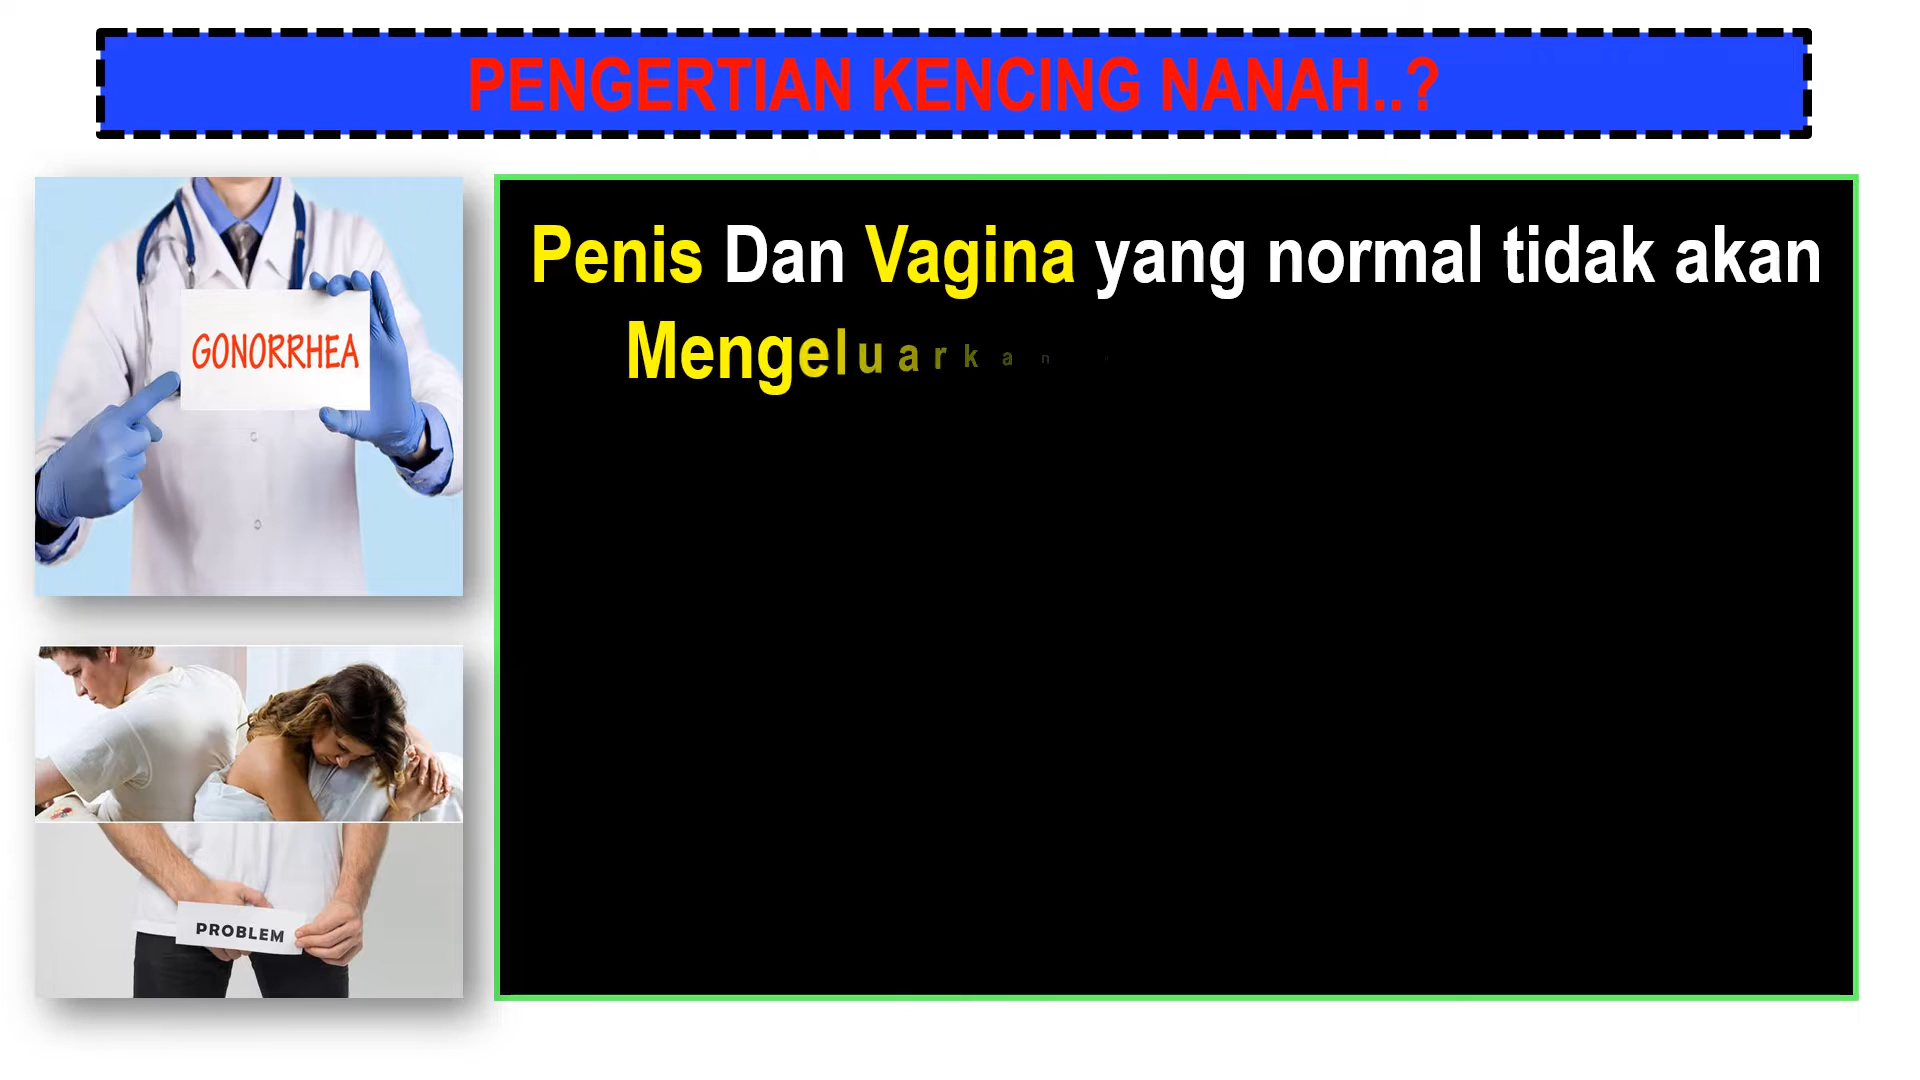 PENGERTIAN KENCING NANAH..?
GONORRHEA
PROBLEM
Penis Dan Vagina yang normal tidak akan
Mengeluarkan